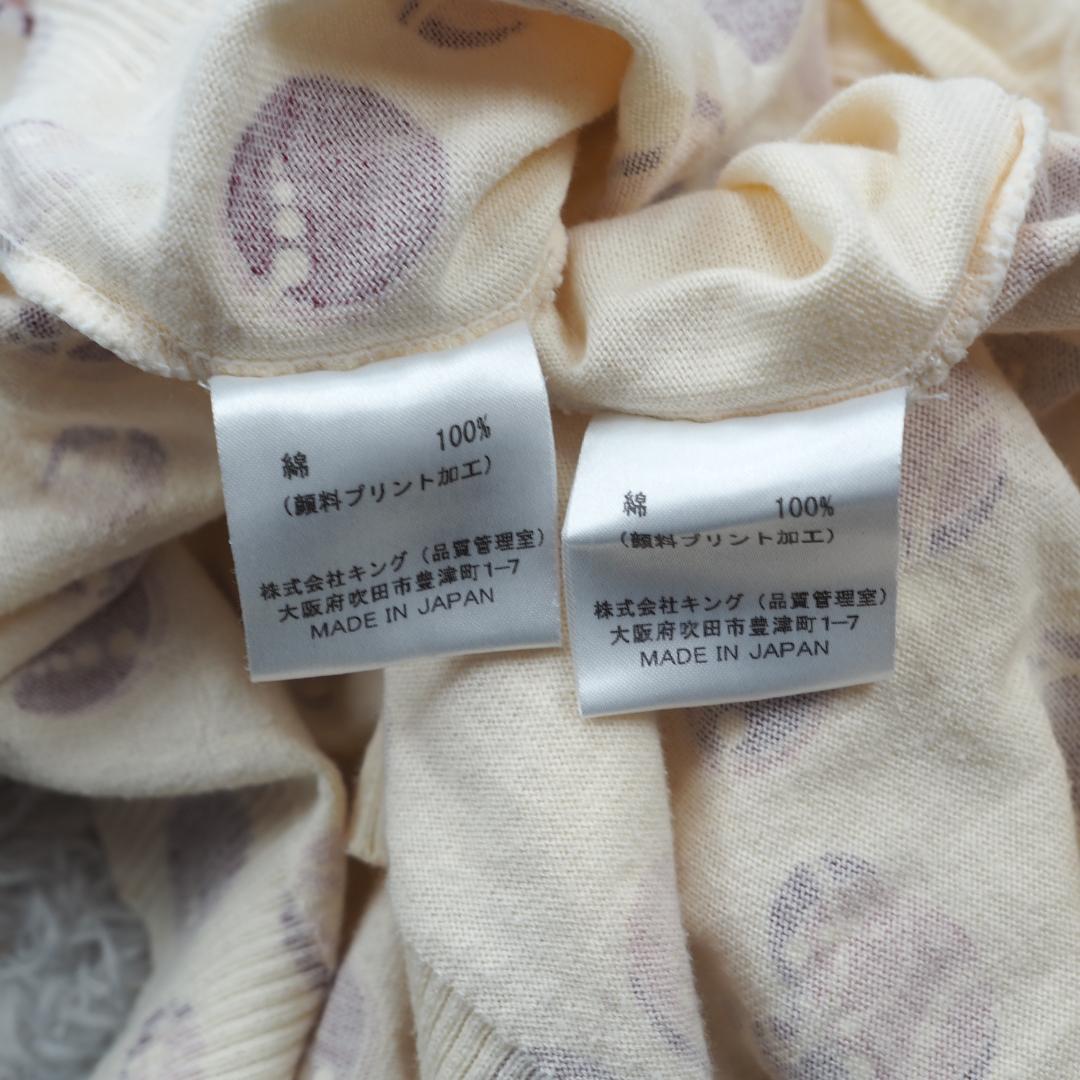 綿 100%
(顔料プリント加工)
株式会社キング (品質管理室)
大阪府吹田市豊津町1-7
MADE IN JAPAN
綿 100%
(顔料プリント加工)
株式会社キング (品質管理室)
大阪府吹田市豊津町1-7
MADE IN JAPAN